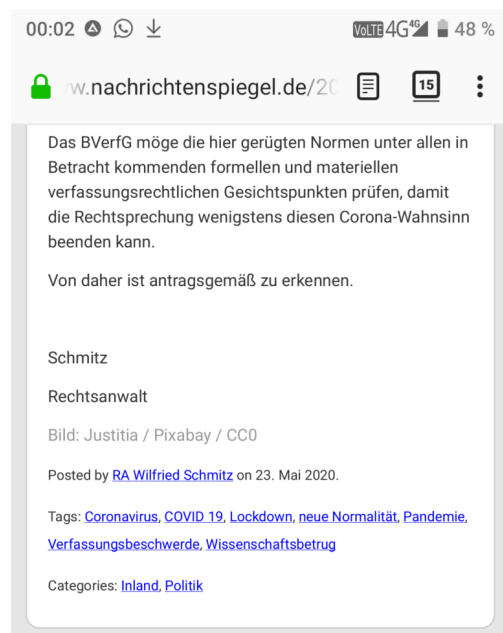 00:02 VoLTE 4G 4G 48 %
w.nachrichtenspiegel.de/20 15
Das BVerfG möge die hier gerügten Normen unter allen in
Betracht kommenden formellen und materiellen
verfassungsrechtlichen Gesichtspunkten prüfen, damit
die Rechtsprechung wenigstens diesen Corona-Wahnsinn
beenden kann.
Von daher ist antragsgemäß zu erkennen.
Schmitz
Rechtsanwalt
Bild: Justitia / Pixabay / CC0
Posted by RA Wilfried Schmitz on 23. Mai 2020.
Tags: Coronavirus, COVID 19, Lockdown, neue Normalität, Pandemie,
Verfassungsbeschwerde, Wissenschaftsbetrug
Categories: Inland, Politik